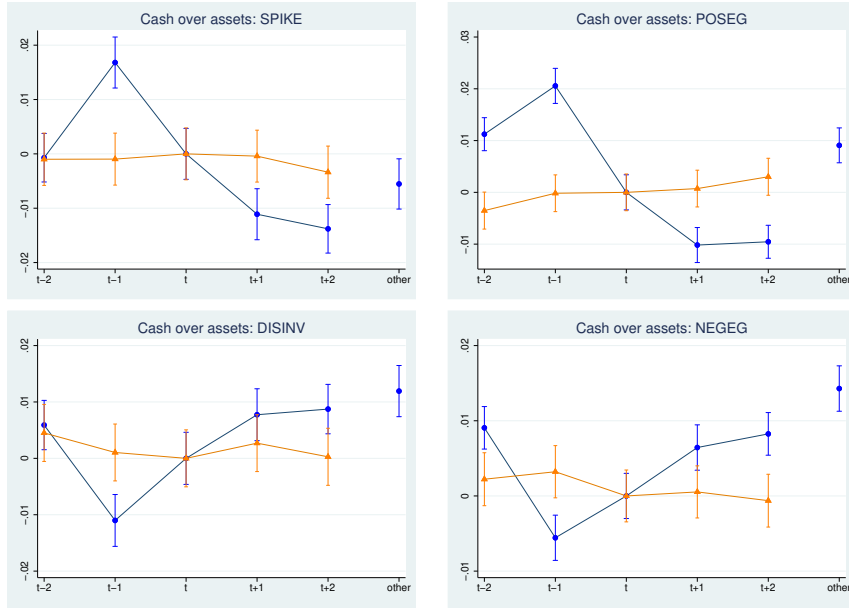 Cash over assets: SPIKE
.02
.01
0
−.01
−.02
t−2 t−1 t t+1 t+2 other
Cash over assets: POSEG
.03
.02
.01
0
−.01
t−2 t−1 t t+1 t+2 other
Cash over assets: DISINV
.02
.01
0
−.01
−.02
t−2 t−1 t t+1 t+2 other
Cash over assets: NEGEG
.02
.01
0
−.01
t−2 t−1 t t+1 t+2 other